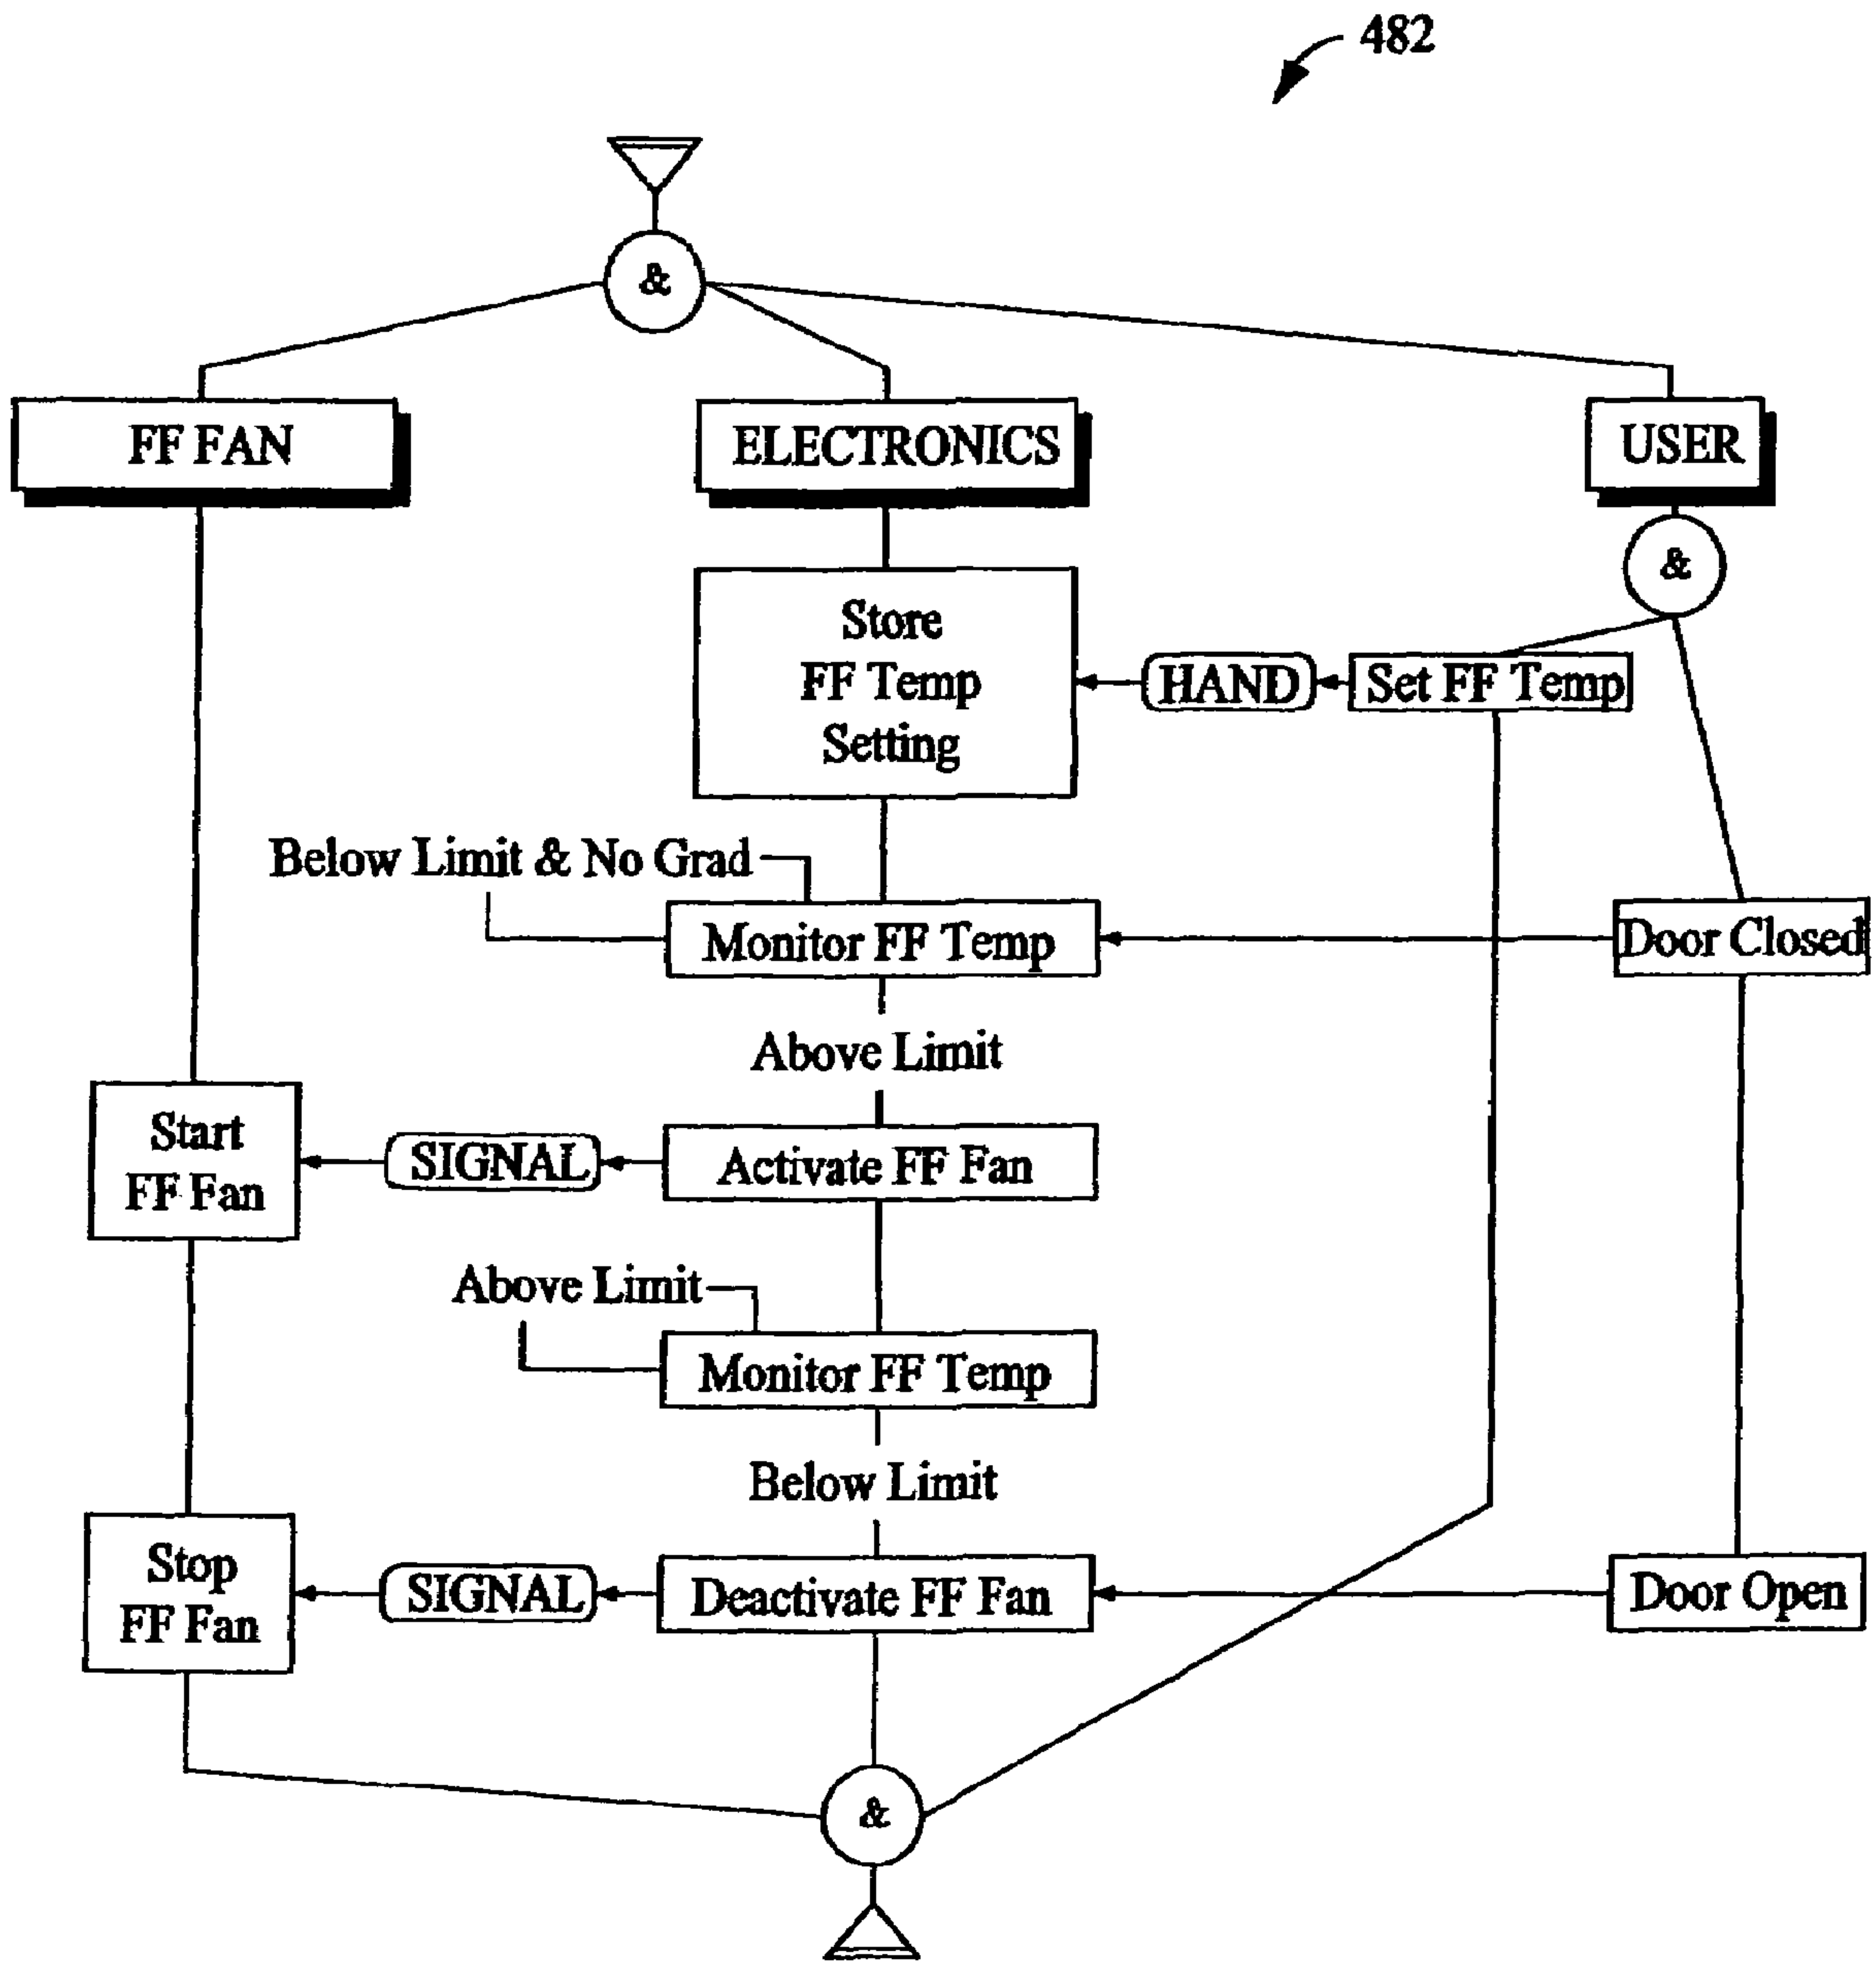 482
&
FF FAN
ELECTRONICS
USER
&
Store
FF Temp
Setting
HAND
Set FF Temp
Below Limit & No Grad
Monitor FF Temp
Door Closed
Above Limit
Start
FF Fan
SIGNAL
Activate FF Fan
Above Limit
Monitor FF Temp
Below Limit
Stop
FF Fan
SIGNAL
Deactivate FF Fan
Door Open
&